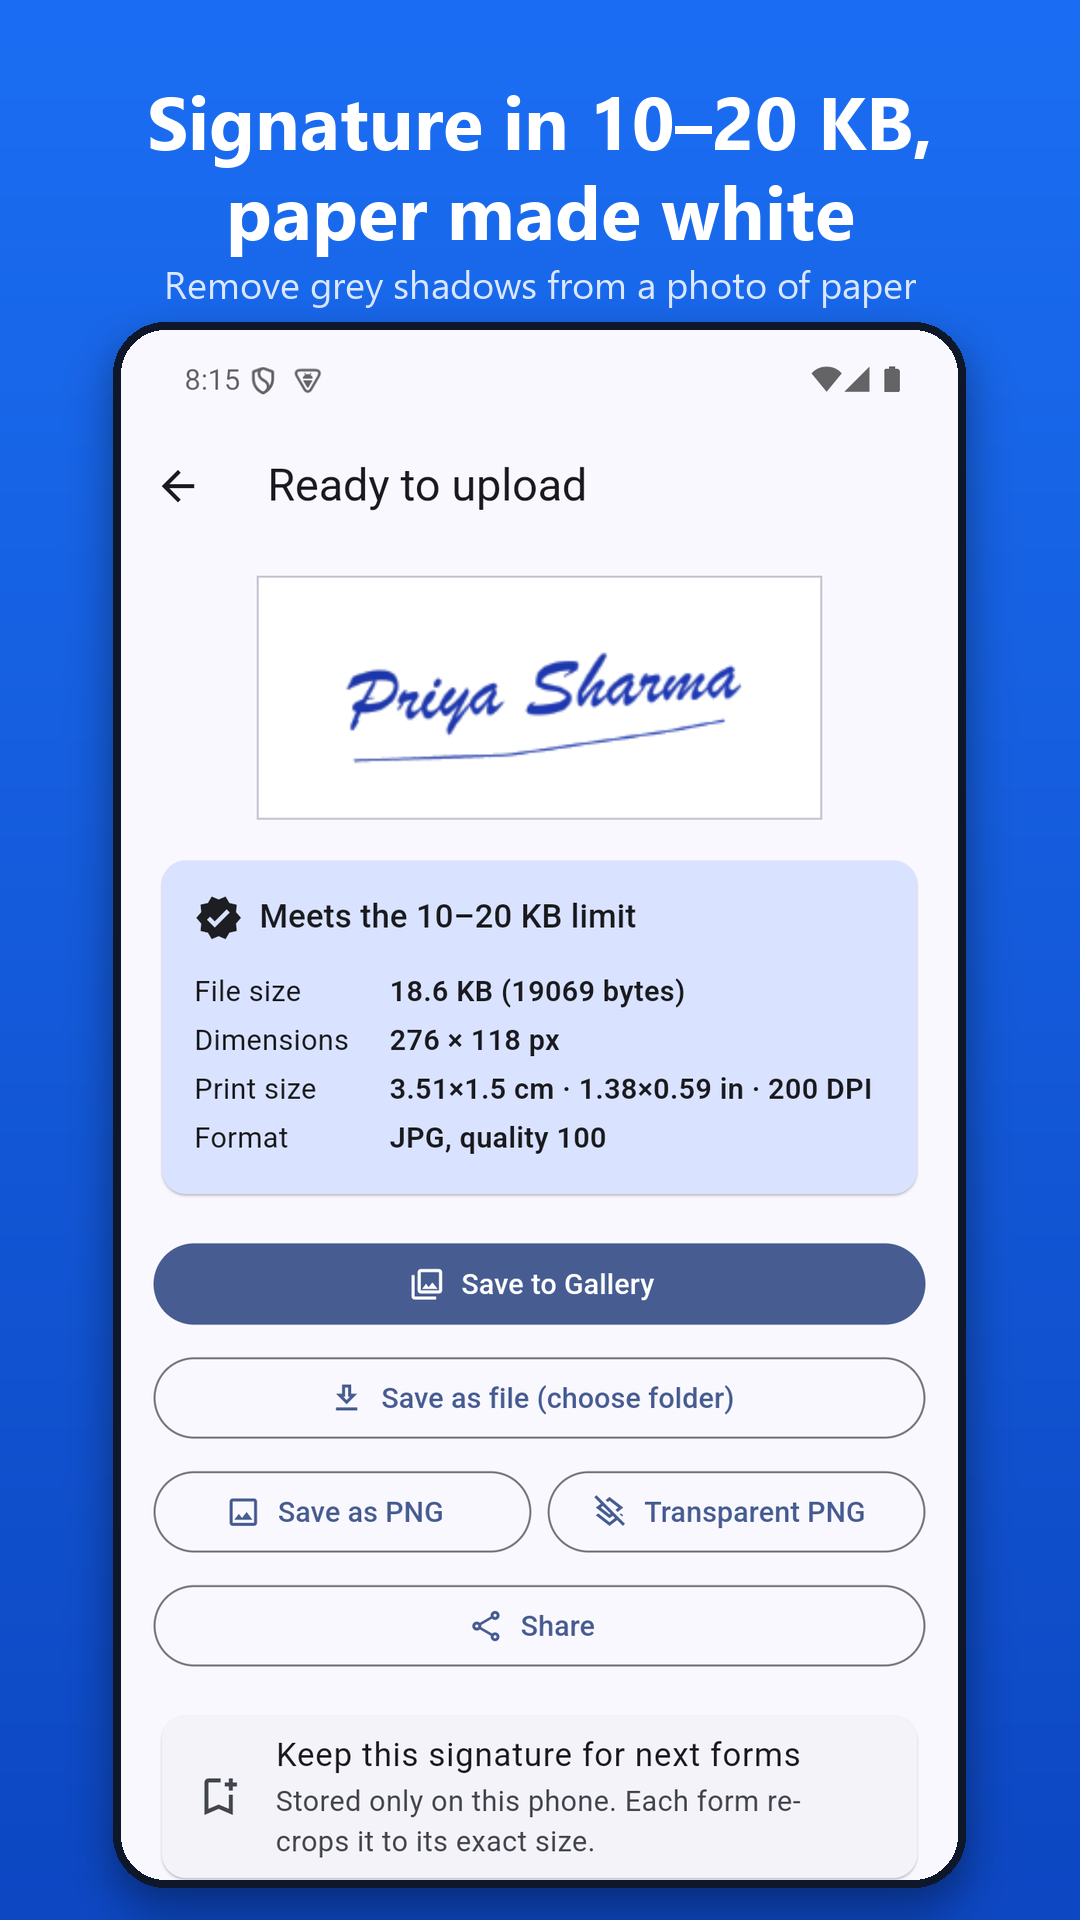 Signature in 10–20 KB,
paper made white
Remove grey shadows from a photo of paper
8:15
Ready to upload
Priya Sharma
Meets the 10–20 KB limit
File size 18.6 KB (19069 bytes)
Dimensions 276 × 118 px
Print size 3.51×1.5 cm · 1.38×0.59 in · 200 DPI
Format JPG, quality 100
Save to Gallery
Save as file (choose folder)
Save as PNG Transparent PNG
Share
Keep this signature for next forms
Stored only on this phone. Each form re-
crops it to its exact size.